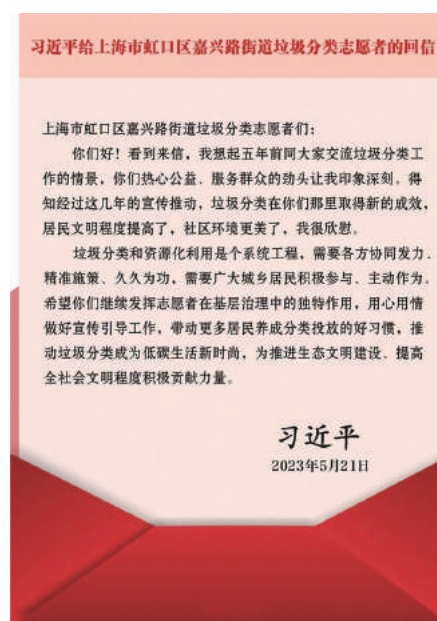 习近平给上海市虹口区嘉兴路街道垃圾分类志愿者的回信
上海市虹口区嘉兴路街道垃圾分类志愿者们：
你们好！看到来信，我想起五年前同大家交流垃圾分类工
作的情景，你们热心公益、服务群众的劲头让我印象深刻。得
知经过这几年的宣传推动，垃圾分类在你们那里取得新的成效，
居民文明程度提高了，社区环境更美了，我很欣慰。
垃圾分类和资源化利用是个系统工程，需要各方协同发力、
精准施策、久久为功，需要广大城乡居民积极参与、主动作为。
希望你们继续发挥志愿者在基层治理中的独特作用，用心用情
做好宣传引导工作，带动更多居民养成分类投放的好习惯，推
动垃圾分类成为低碳生活新时尚，为推进生态文明建设、提高
全社会文明程度积极贡献力量。
习近平
2023年5月21日